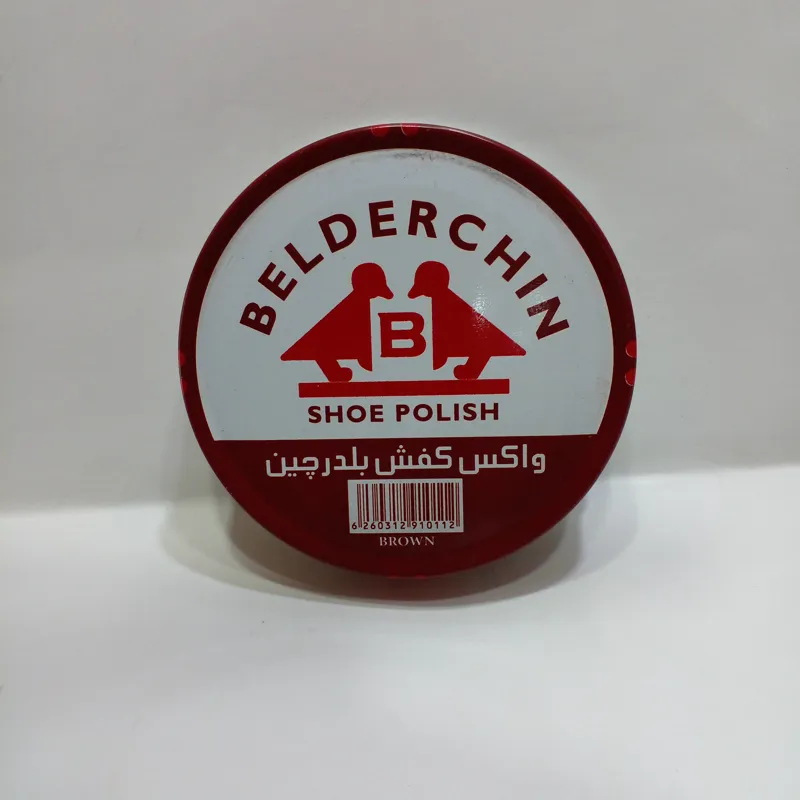 BELDERCHIN
B
SHOE POLISH
واکس کفش بلدرچین
6 260312 910112
BROWN